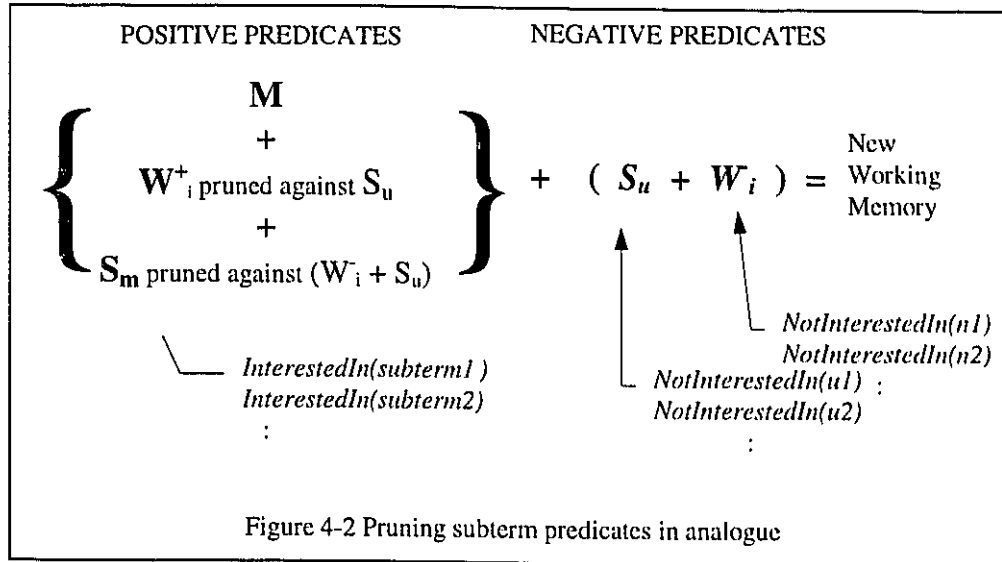 POSITIVE PREDICATES NEGATIVE PREDICATES
M
+
W⁺ᵢ pruned against Sᵤ
+
Sₘ pruned against (W⁻ᵢ + Sᵤ)
+ ( Sᵤ + W⁻ᵢ ) =
New
Working
Memory
InterestedIn(subterm1 )
InterestedIn(subterm2)
:
NotInterestedIn(u1)
NotInterestedIn(u2)
:
NotInterestedIn(n1)
NotInterestedIn(n2)
:
Figure 4-2 Pruning subterm predicates in analogue